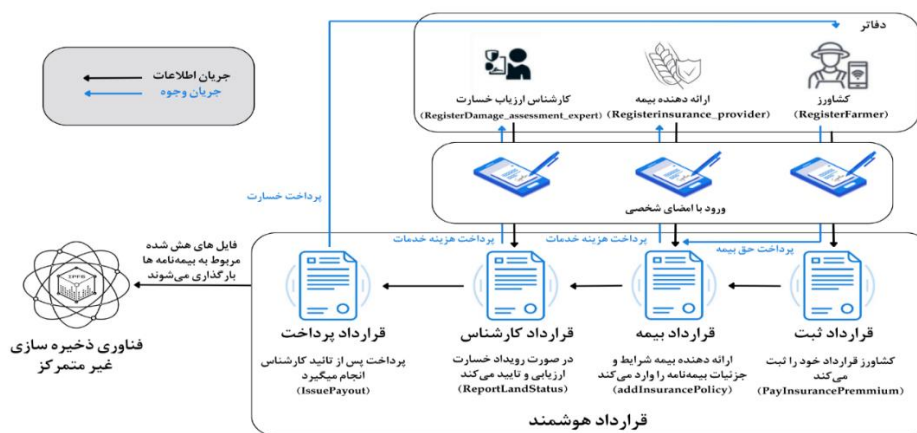 دفاتر
جریان اطلاعات
جریان وجوه
کشاورز
(RegisterFarmer)
ارائه دهنده بیمه
(Registerinsurance_provider)
کارشناس ارزیاب خسارت
(RegisterDamage_assessment_expert)
ورود با امضای شخصی
پرداخت خسارت
پرداخت حق بیمه
پرداخت هزینه خدمات
پرداخت هزینه خدمات
قرارداد ثبت
کشاورز قرارداد خود را ثبت
می‌کند
(PayInsurancePremmium)
قرارداد بیمه
ارائه دهنده بیمه شرایط و
جزئیات بیمه‌نامه را وارد می‌کند
(addInsurancePolicy)
قرارداد کارشناس
در صورت رویداد خسارت
ارزیابی و تایید می‌کند
(ReportLandStatus)
قرارداد پرداخت
پرداخت پس از تائید کارشناس
انجام میگیرد
(IssuePayout)
قرارداد هوشمند
فایل های هش شده
مربوط به بیمه‌نامه ها
بارگذاری می‌شوند
IPFS
فناوری ذخیره سازی
غیر متمرکز